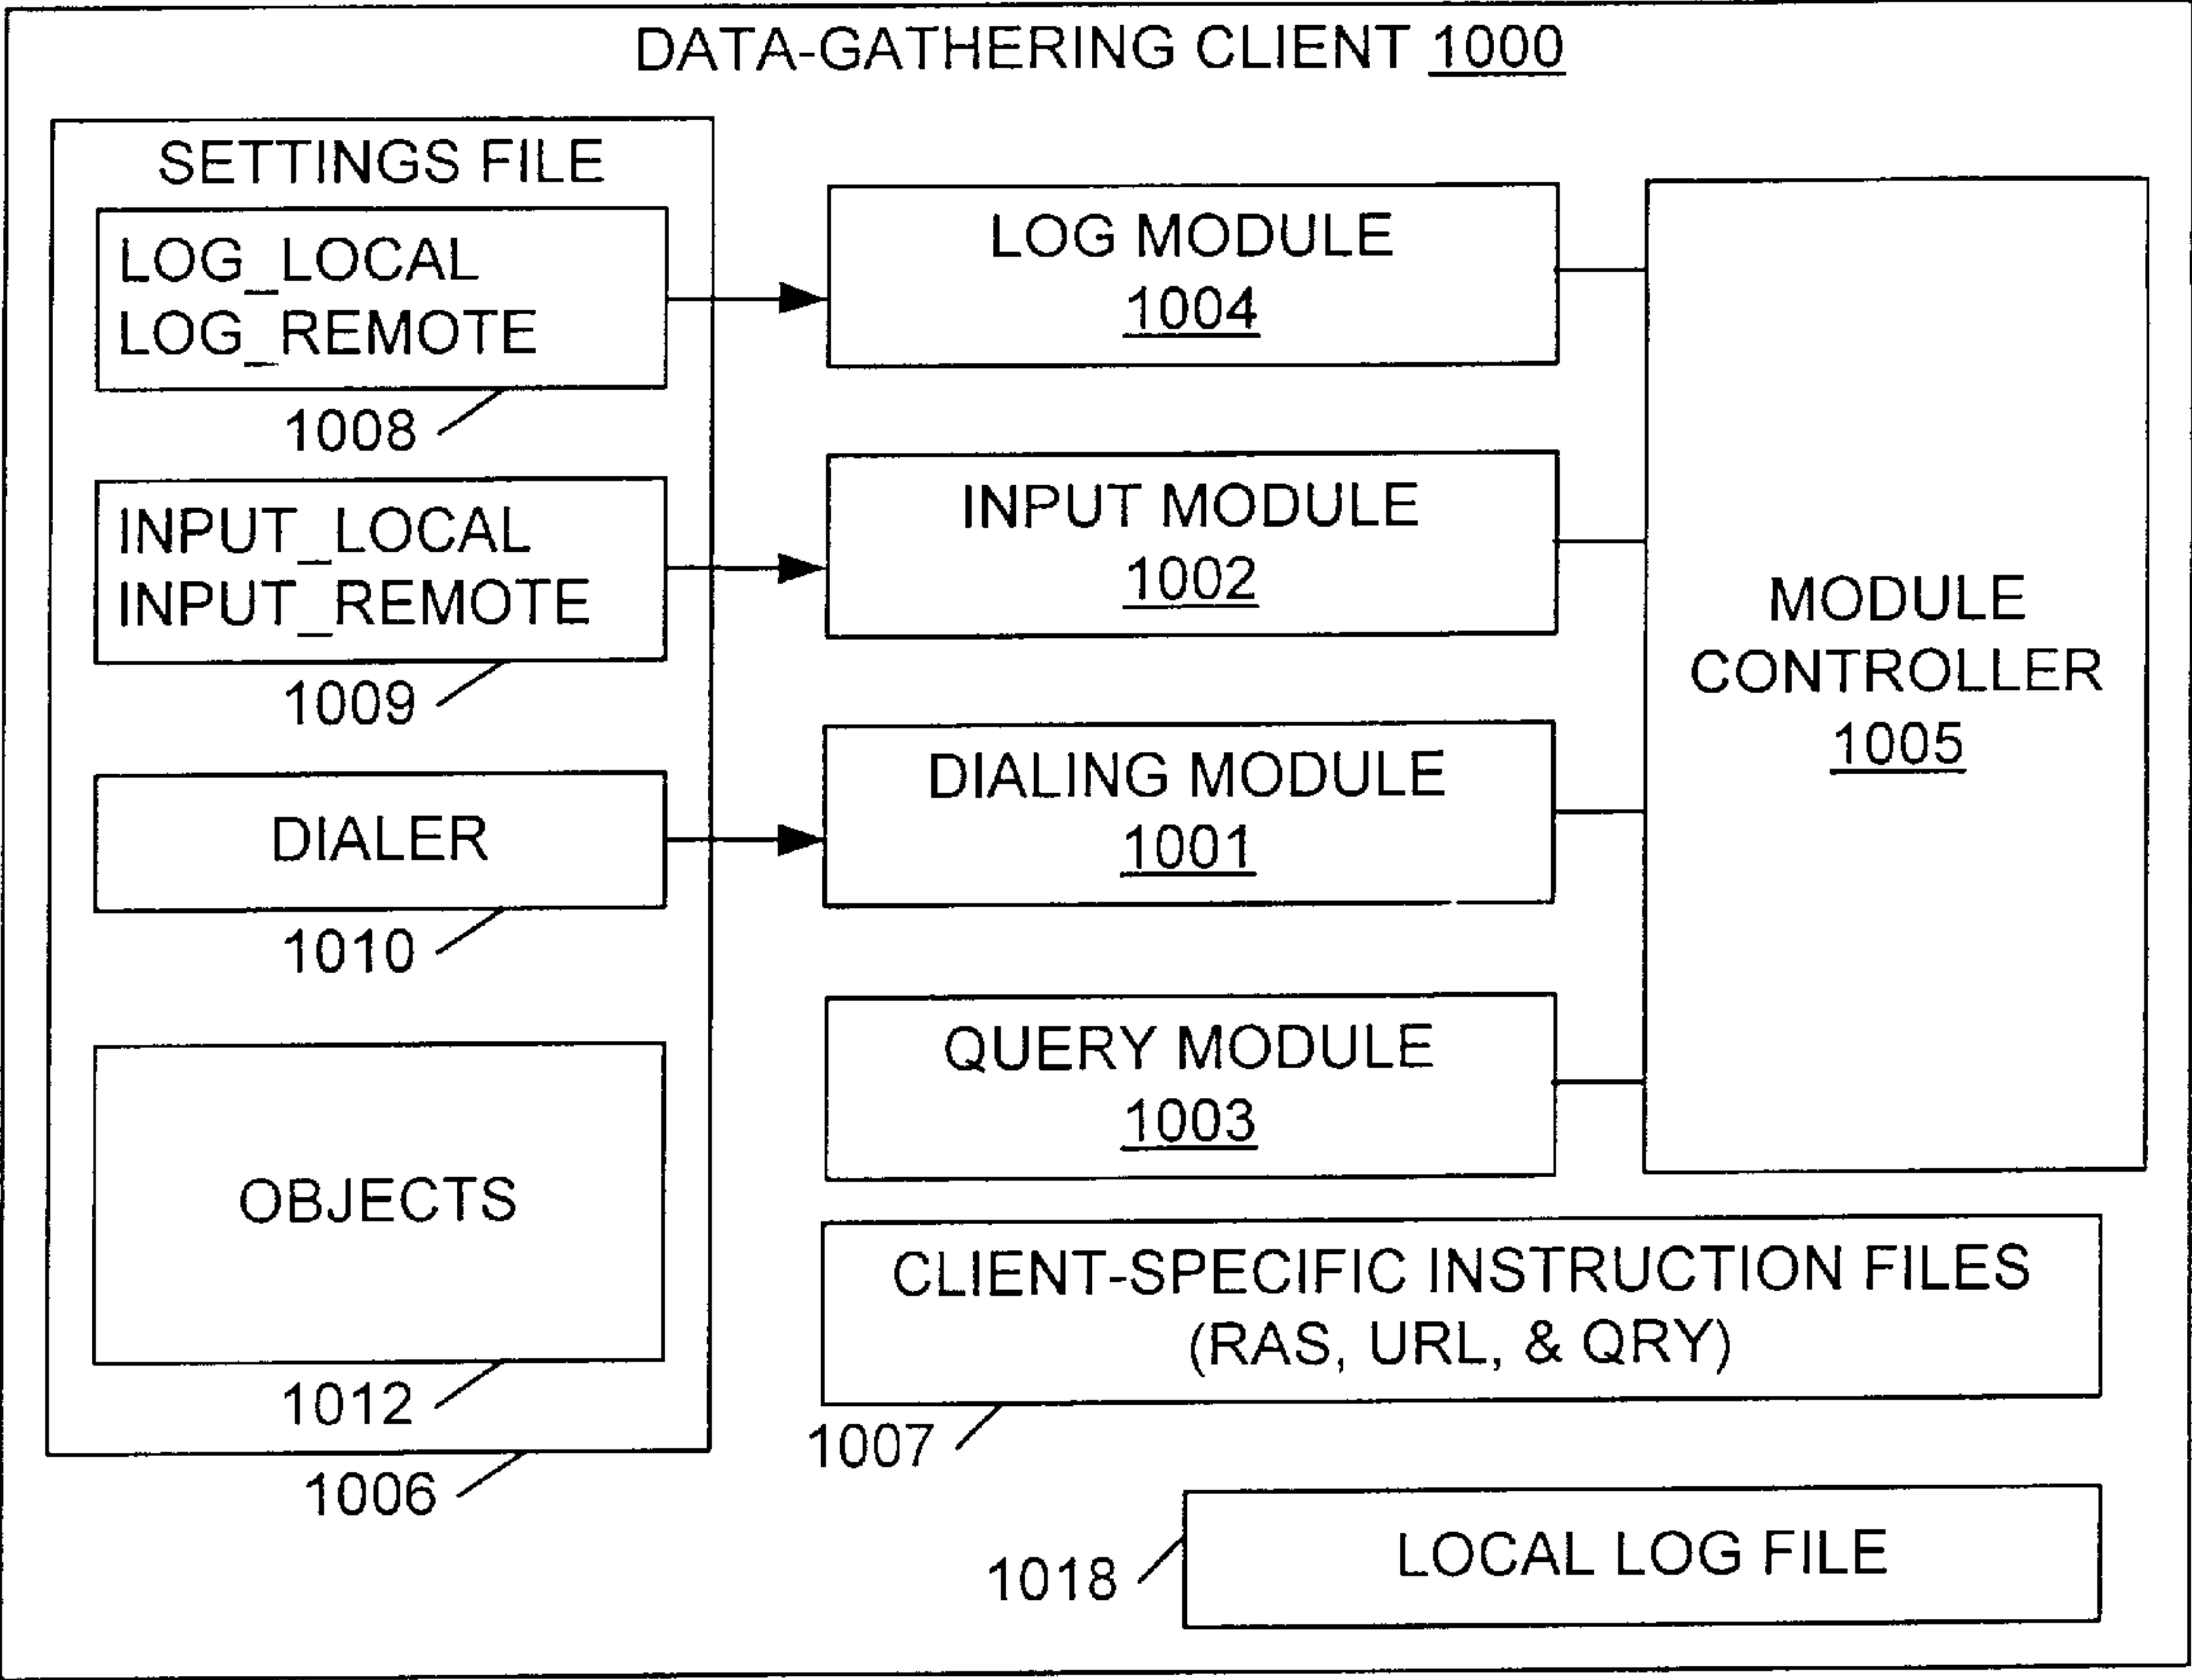 DATA-GATHERING CLIENT 1000
SETTINGS FILE
LOG_LOCAL
LOG_REMOTE
1008
INPUT_LOCAL
INPUT_REMOTE
1009
DIALER
1010
OBJECTS
1012
1006
LOG MODULE
1004
INPUT MODULE
1002
DIALING MODULE
1001
QUERY MODULE
1003
MODULE
CONTROLLER
1005
CLIENT-SPECIFIC INSTRUCTION FILES
(RAS, URL, & QRY)
1007
LOCAL LOG FILE
1018